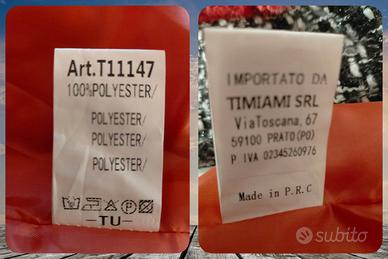 Art.T11147
100%POLYESTER/
POLYESTER/
POLYESTER/
POLYESTER/
—TU—
IMPORTATO DA
TIMIAMI SRL
ViaToscana, 67
59100 PRATO(PO)
P IVA 02345260976
Made in P.R.C
subito